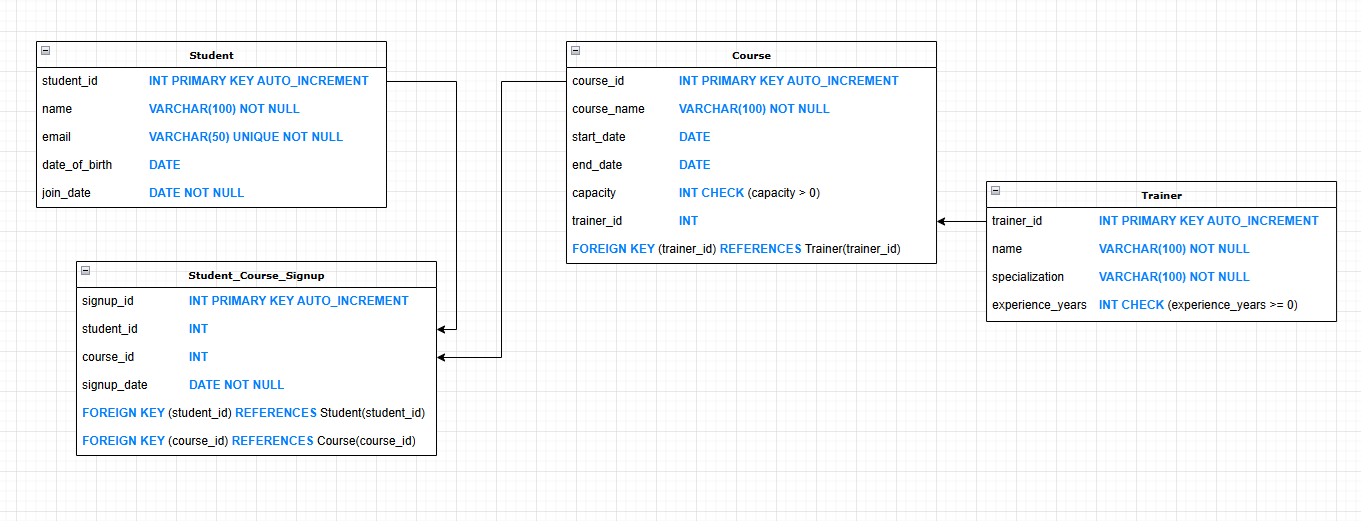 Student
student_id INT PRIMARY KEY AUTO_INCREMENT
name VARCHAR(100) NOT NULL
email VARCHAR(50) UNIQUE NOT NULL
date_of_birth DATE
join_date DATE NOT NULL
Student_Course_Signup
signup_id INT PRIMARY KEY AUTO_INCREMENT
student_id INT
course_id INT
signup_date DATE NOT NULL
FOREIGN KEY (student_id) REFERENCES Student(student_id)
FOREIGN KEY (course_id) REFERENCES Course(course_id)
Course
course_id INT PRIMARY KEY AUTO_INCREMENT
course_name VARCHAR(100) NOT NULL
start_date DATE
end_date DATE
capacity INT CHECK (capacity > 0)
trainer_id INT
FOREIGN KEY (trainer_id) REFERENCES Trainer(trainer_id)
Trainer
trainer_id INT PRIMARY KEY AUTO_INCREMENT
name VARCHAR(100) NOT NULL
specialization VARCHAR(100) NOT NULL
experience_years INT CHECK (experience_years >= 0)